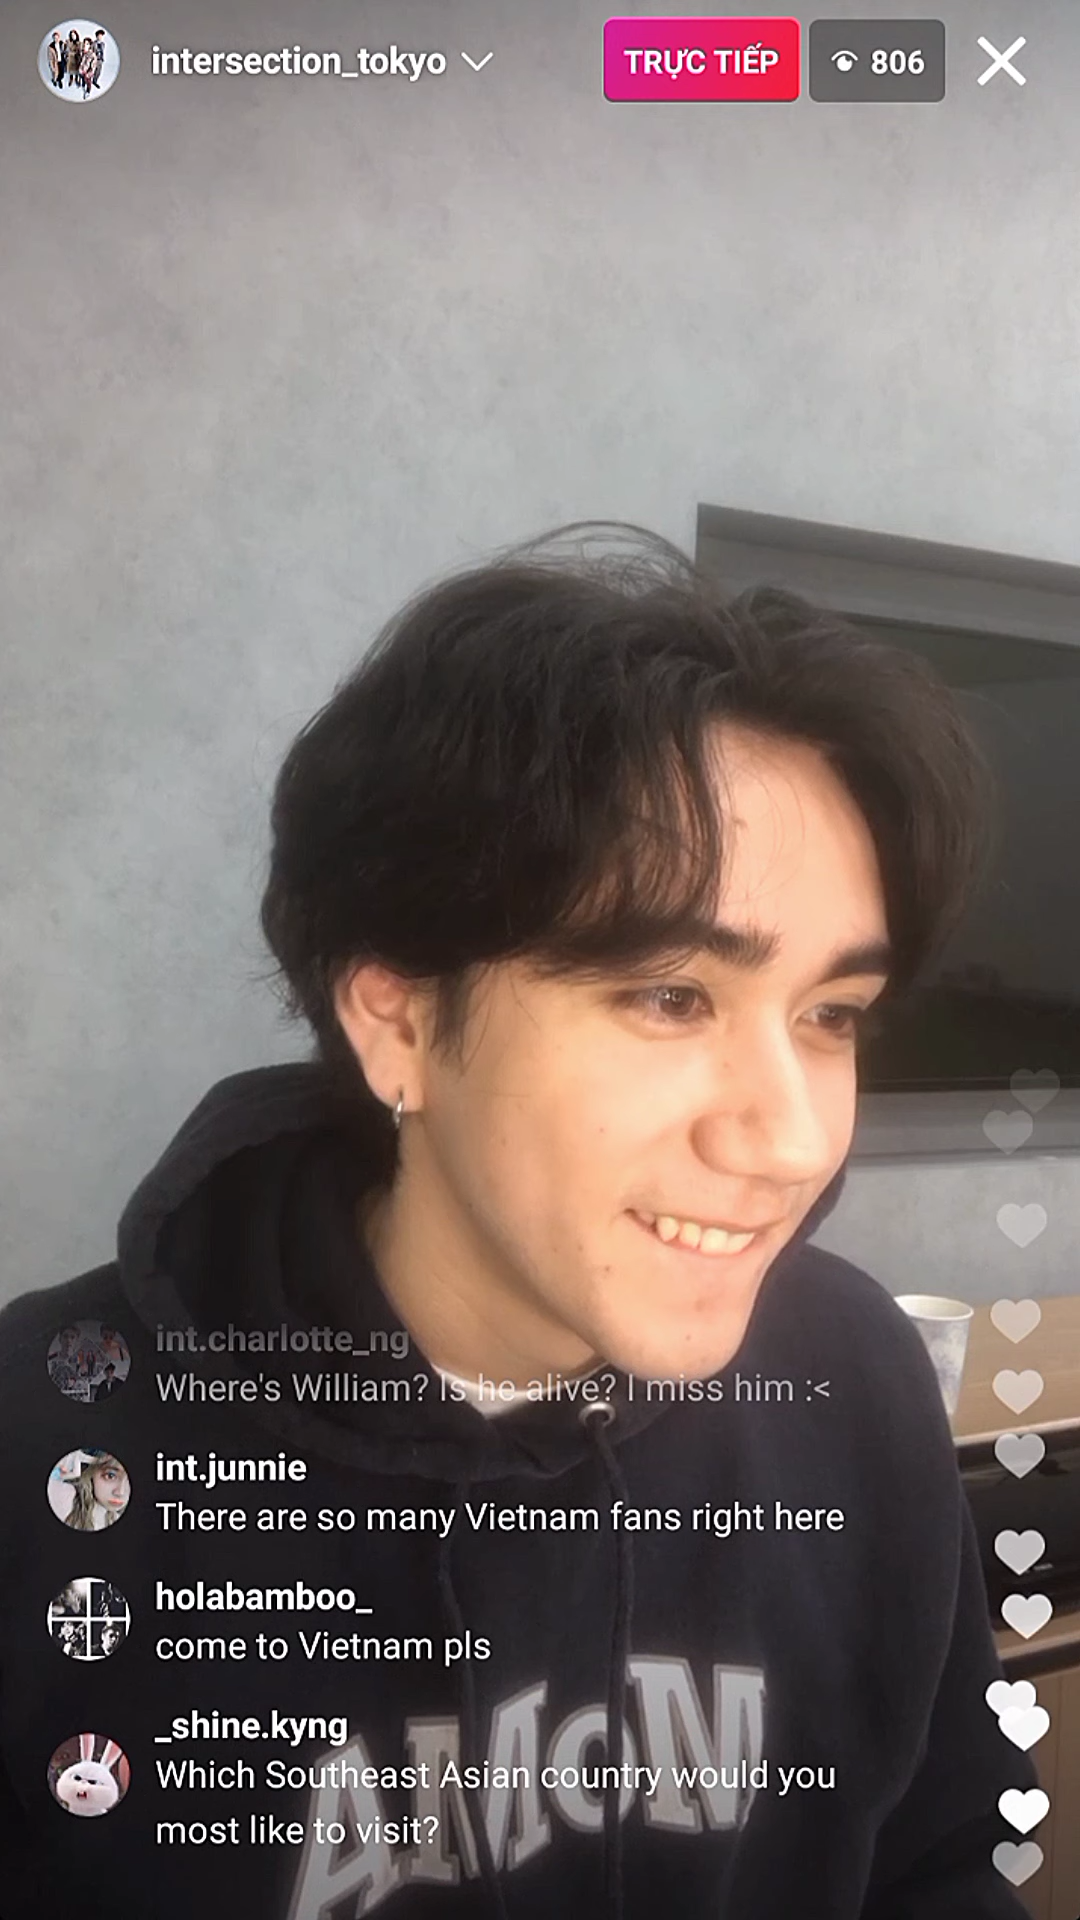 intersection_tokyo
TRỰC TIẾP
806
int.charlotte_ng
Where's William? Is he alive? I miss him :<
int.junnie
There are so many Vietnam fans right here
holabamboo_
come to Vietnam pls
_shine.kyng
Which Southeast Asian country would you
most like to visit?
AMoM